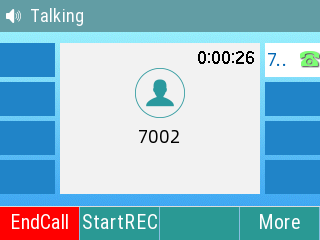 Talking
0:00:26
7..
7002
EndCall StartREC More